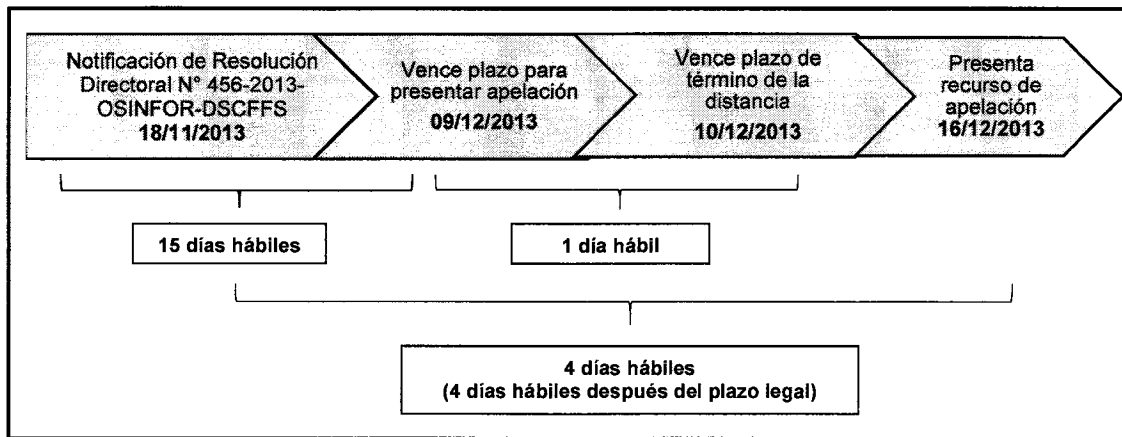 Notificación de Resolución
Directoral N° 456-2013-
OSINFOR-DSCFFS
18/11/2013
Vence plazo para
presentar apelación
09/12/2013
Vence plazo de
término de la
distancia
10/12/2013
Presenta
recurso de
apelación
16/12/2013
15 días hábiles
1 día hábil
4 días hábiles
(4 días hábiles después del plazo legal)